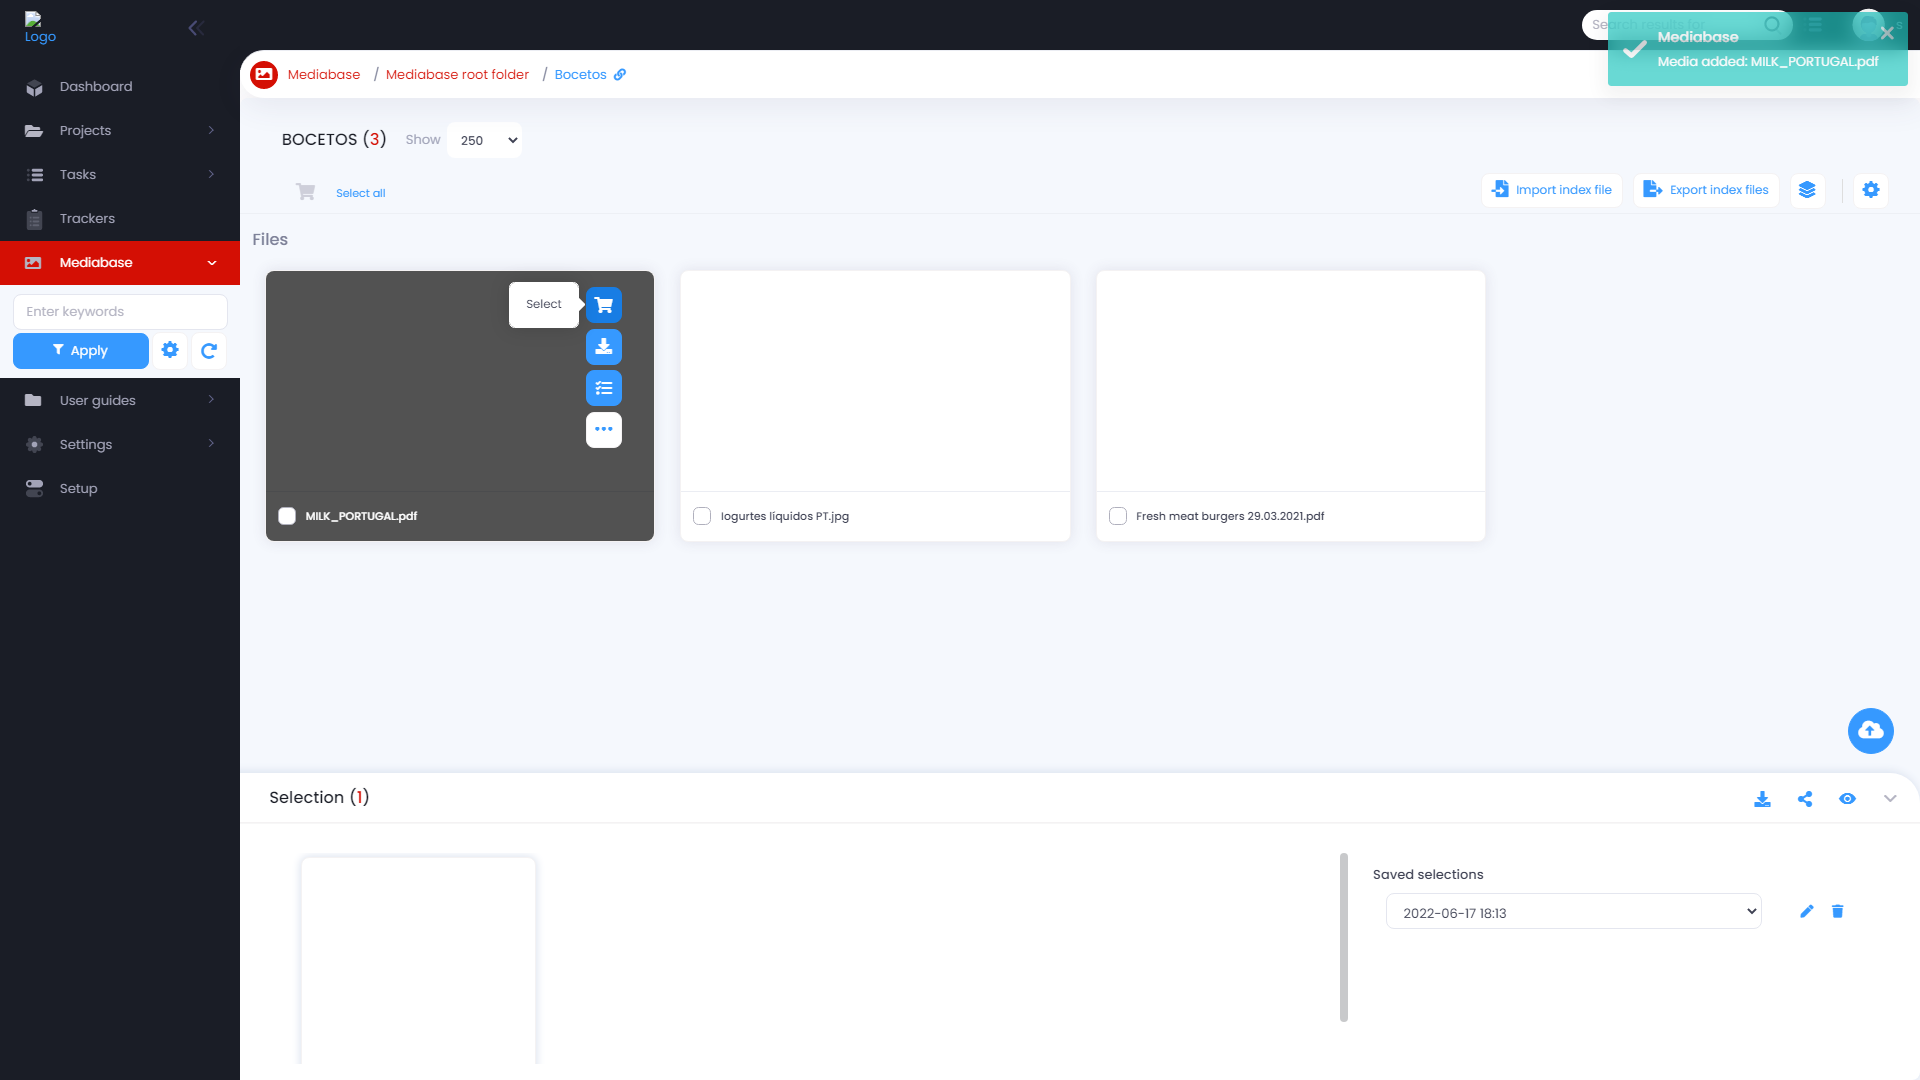 Logo
Dashboard
Projects
Tasks
Trackers
Mediabase
Enter keywords
Apply
User guides
Settings
Setup
Search results for...
Mediabase
Media added: MILK_PORTUGAL.pdf
Mediabase / Mediabase root folder / Bocetos
BOCETOS (3) Show 250
Select all
Import index file
Export index files
Files
Select
MILK_PORTUGAL.pdf
Iogurtes líquidos PT.jpg
Fresh meat burgers 29.03.2021.pdf
Selection (1)
Saved selections
2022-06-17 18:13